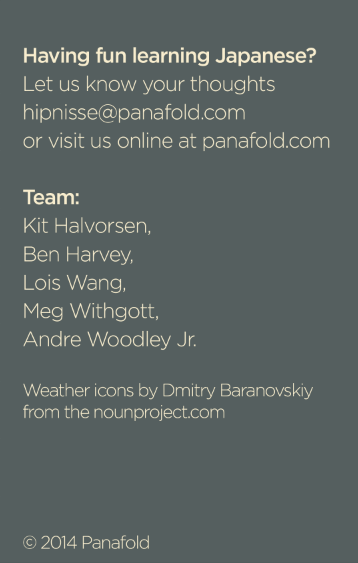 Having fun learning Japanese?
Let us know your thoughts
hipnisse@panafold.com
or visit us online at panafold.com
Team:
Kit Halvorsen,
Ben Harvey,
Lois Wang,
Meg Withgott,
Andre Woodley Jr.
Weather icons by Dmitry Baranovskiy
from the nounproject.com
© 2014 Panafold